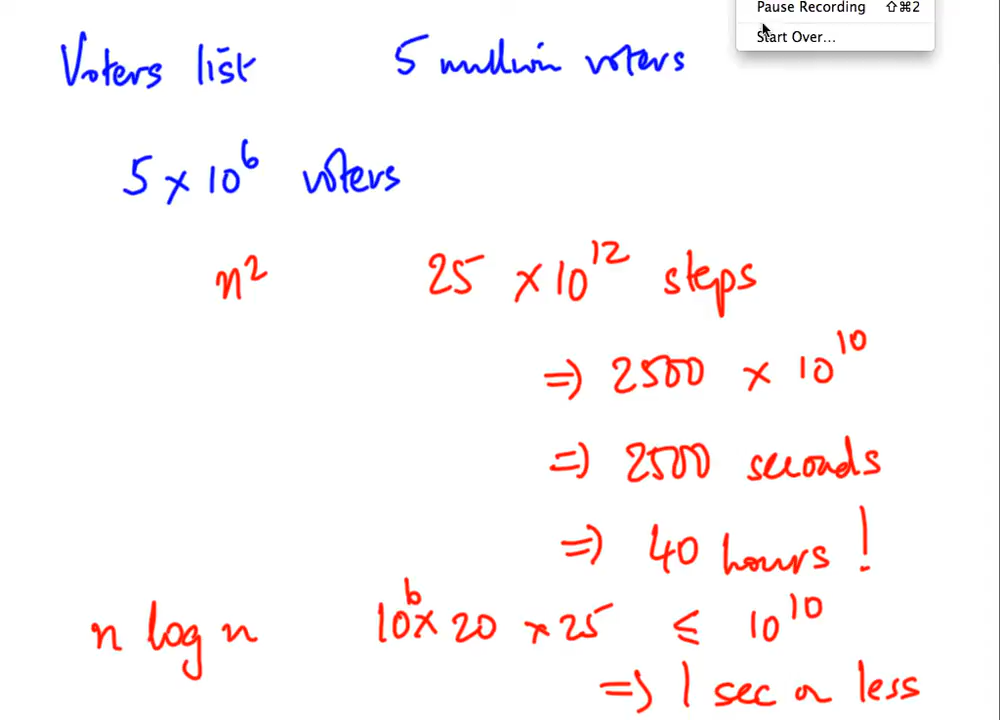 Pause Recording ⇧⌘2
Start Over...
Voters list 5 million voters
5 × 10^6 voters
n^2 25 × 10^12 steps
=> 2500 × 10^10
=> 2500 seconds
=> 40 hours !
n log n 10^6 × 20 × 25 ≤ 10^10
=> 1 sec or less